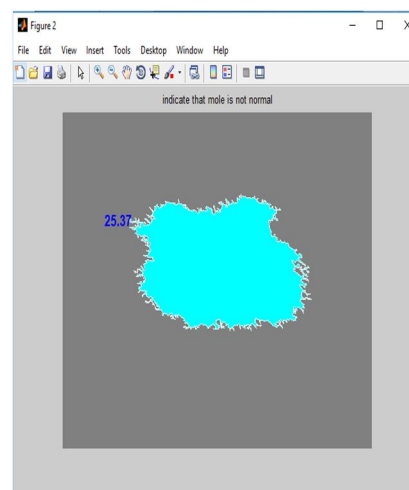 Figure 2
File Edit View Insert Tools Desktop Window Help
indicate that mole is not normal
25.37